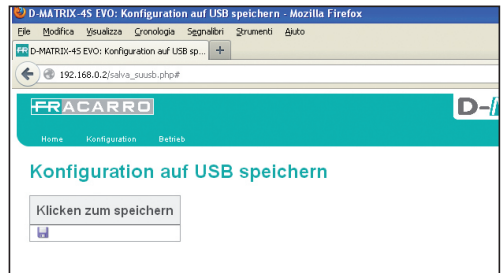 D-MATRIX-4S EVO: Konfiguration auf USB speichern - Mozilla Firefox
File Modifica Visualizza Cronologia Segnalibri Strumenti Aiuto
FR D-MATRIX-4S EVO: Konfiguration auf USB sp... +
192.168.0.2/salva_suusb.php#
FRACARRO
D-
Home Konfiguration Betrieb
Konfiguration auf USB speichern
Klicken zum speichern